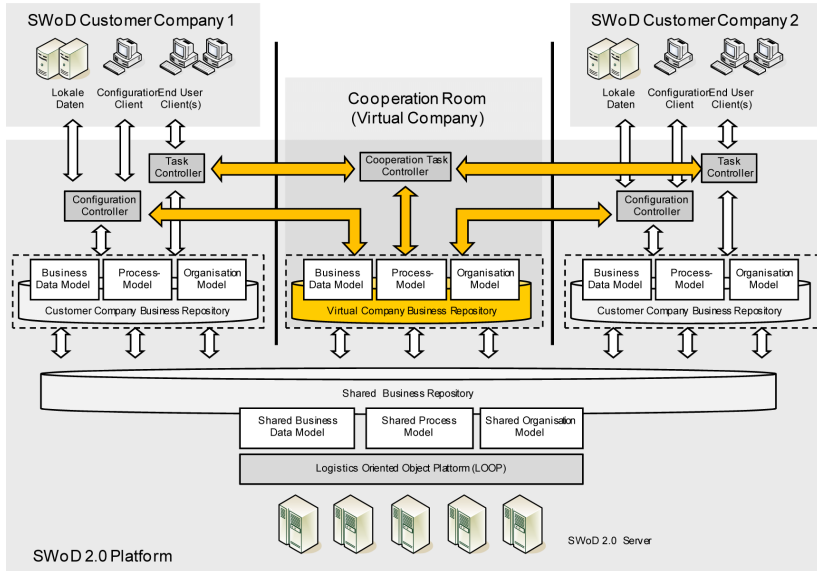 SWoD Customer Company 1
SWoD Customer Company 2
Lokale
Daten
Configuration
Client
End User
Client(s)
Cooperation Room
(Virtual Company)
Lokale
Daten
Configuration
Client
End User
Client(s)
Task
Controller
Cooperation Task
Controller
Task
Controller
Configuration
Controller
Configuration
Controller
Business
Data Model
Process-
Model
Organisation
Model
Customer Company Business Repository
Business
Data Model
Process-
Model
Organisation
Model
Virtual Company Business Repository
Business
Data Model
Process-
Model
Organisation
Model
Customer Company Business Repository
Shared Business Repository
Shared Business
Data Model
Shared Process
Model
Shared Organisation
Model
Logistics Oriented Object Plattorm (LOOP)
SWoD 2.0 Server
SWoD 2.0 Platform